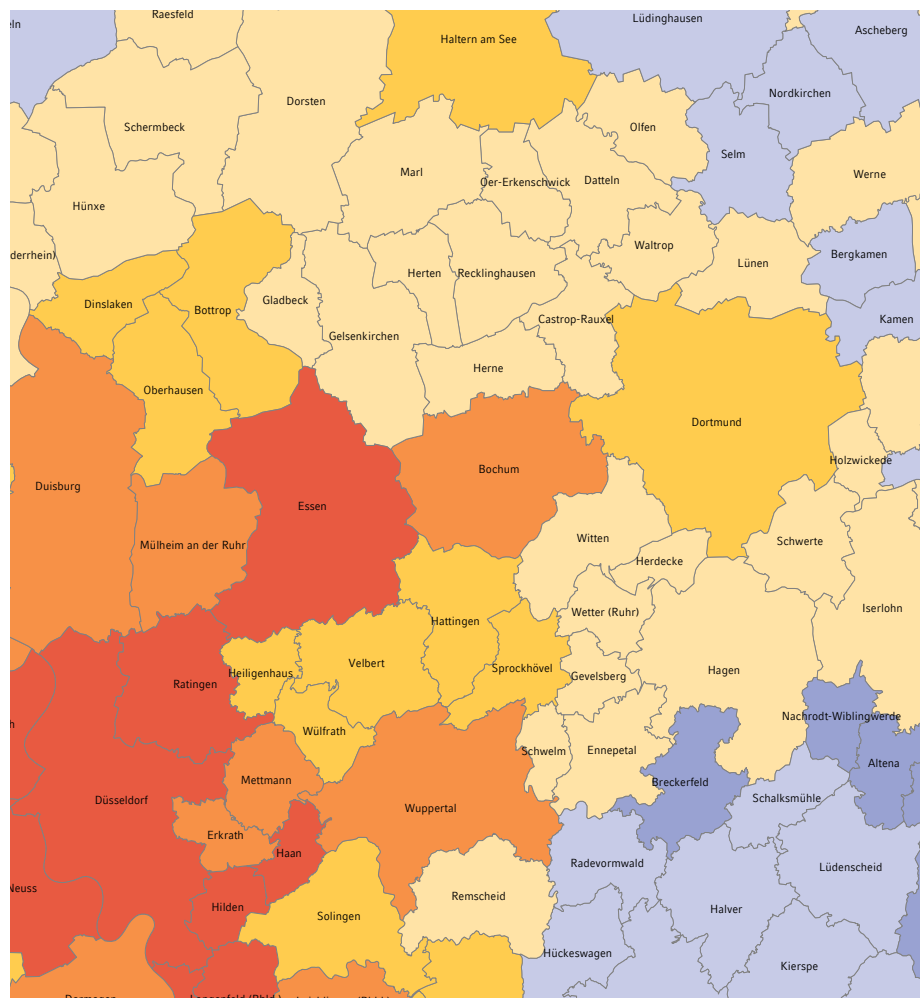 Raesfeld
Lüdinghausen
eln
Ascheberg
Haltern am See
Nordkirchen
Dorsten
Schermbeck
Olfen
Selm
Marl
Werne
Oer-Erkenschwick
Datteln
Hünxe
Waltrop
derrhein)
Bergkamen
Lünen
Herten
Recklinghausen
Gladbeck
Dinslaken
Bottrop
Castrop-Rauxel
Kamen
Gelsenkirchen
Herne
Oberhausen
Dortmund
Holzwickede
Bochum
Duisburg
Essen
Witten
Schwerte
Mülheim an der Ruhr
Herdecke
Iserlohn
Wetter (Ruhr)
Hattingen
Velbert
Sprockhövel
Hagen
Heiligenhaus
Gevelsberg
Ratingen
Nachrodt-Wiblingwerde
h
Wülfrath
Schwelm
Ennepetal
Altena
Mettmann
Breckerfeld
Düsseldorf
Schalksmühle
Wuppertal
Erkrath
Haan
Radevormwald
Lüdenscheid
Neuss
Remscheid
Hilden
Halver
Solingen
Hückeswagen
Kierspe
Dormagen